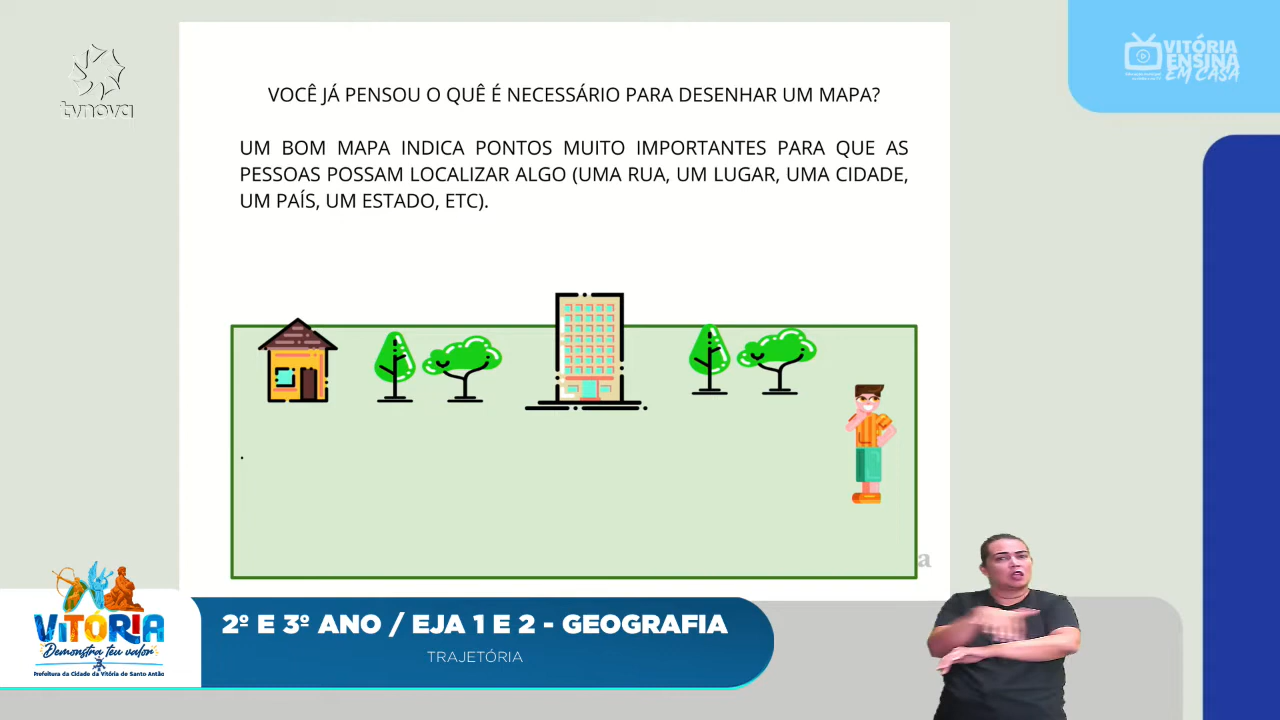 tvnova
VITÓRIA
ENSINA
EM CASA
VOCÊ JÁ PENSOU O QUÊ É NECESSÁRIO PARA DESENHAR UM MAPA?
UM BOM MAPA INDICA PONTOS MUITO IMPORTANTES PARA QUE AS
PESSOAS POSSAM LOCALIZAR ALGO (UMA RUA, UM LUGAR, UMA CIDADE,
UM PAÍS, UM ESTADO, ETC).
a
VITÓRIA
Demonstra teu valor
Prefeitura da Cidade da Vitória de Santo Antão
2º E 3º ANO / EJA 1 E 2 - GEOGRAFIA
TRAJETÓRIA